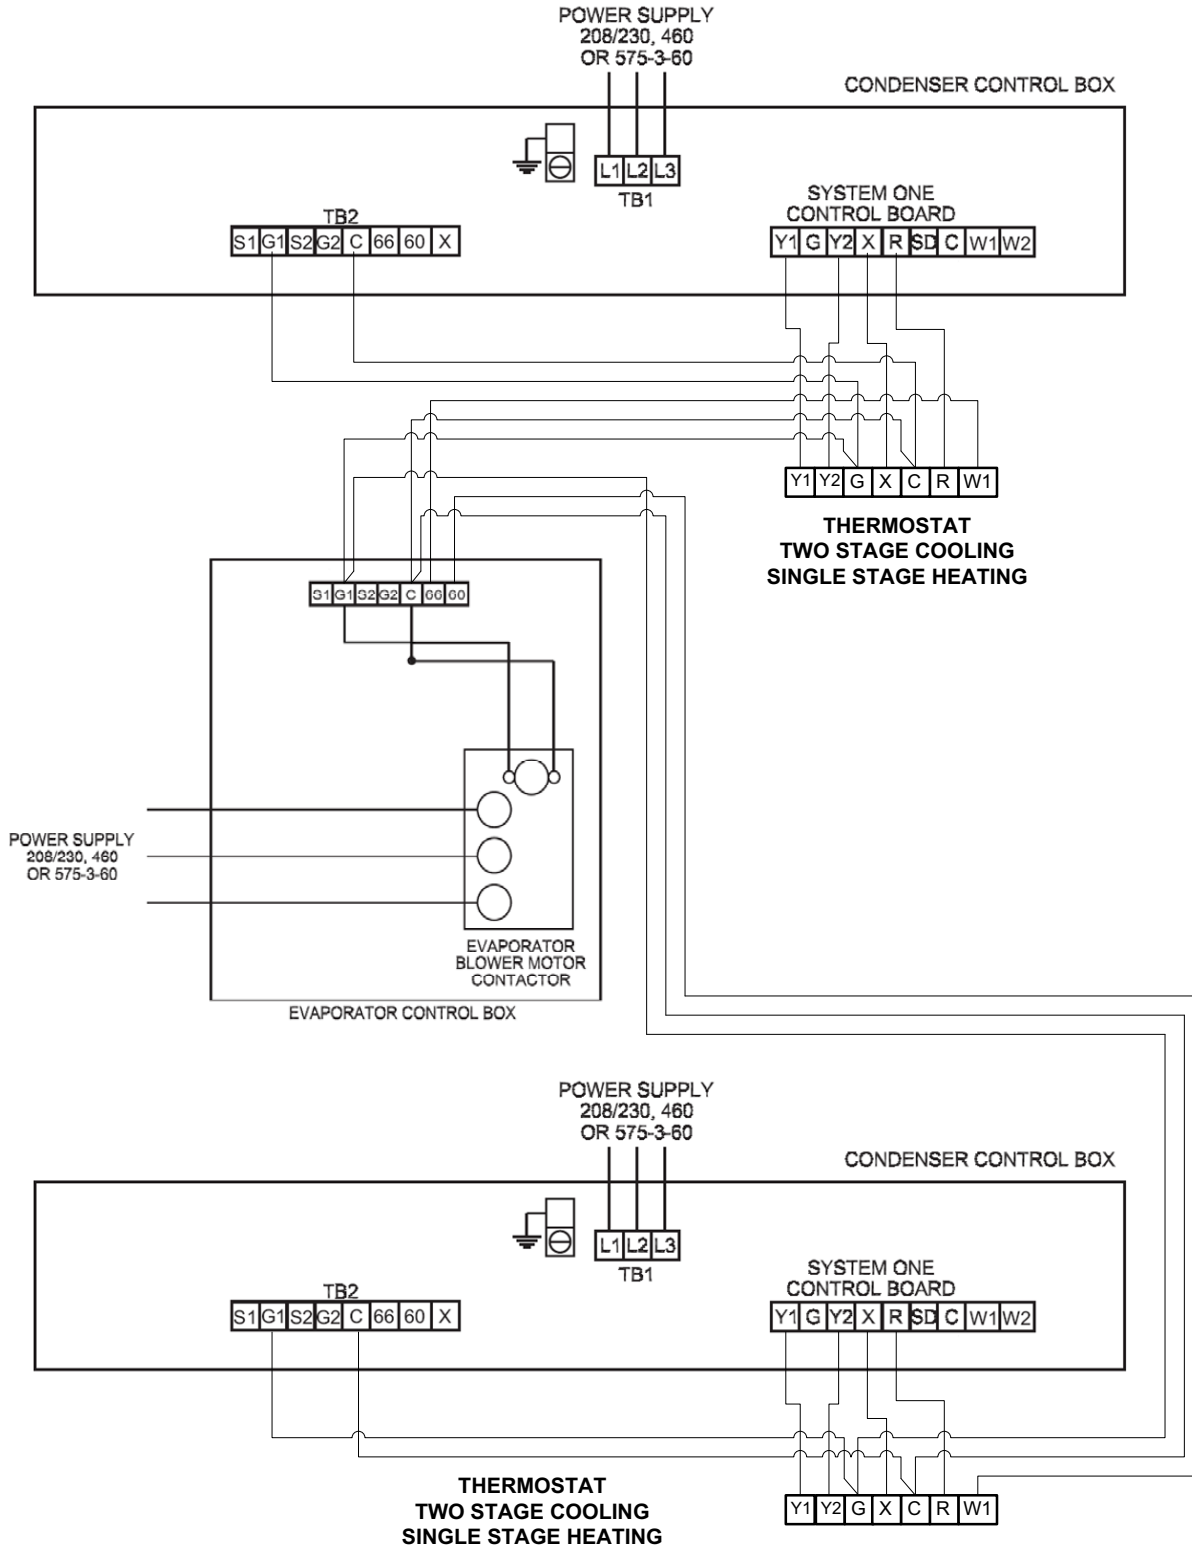 POWER SUPPLY
208/230, 460
OR 575-3-60
CONDENSER CONTROL BOX
L1 L2 L3
TB1
SYSTEM ONE
CONTROL BOARD
TB2
S1 G1 S2 G2 C 66 60 X
Y1 G Y2 X R SD C W1 W2
Y1 Y2 G X C R W1
THERMOSTAT
TWO STAGE COOLING
SINGLE STAGE HEATING
S1 G1 S2 G2 C 66 60
POWER SUPPLY
208/230, 460
OR 575-3-60
EVAPORATOR
BLOWER MOTOR
CONTACTOR
EVAPORATOR CONTROL BOX
POWER SUPPLY
208/230, 460
OR 575-3-60
CONDENSER CONTROL BOX
L1 L2 L3
TB1
SYSTEM ONE
CONTROL BOARD
TB2
S1 G1 S2 G2 C 66 60 X
Y1 G Y2 X R SD C W1 W2
THERMOSTAT
TWO STAGE COOLING
SINGLE STAGE HEATING
Y1 Y2 G X C R W1